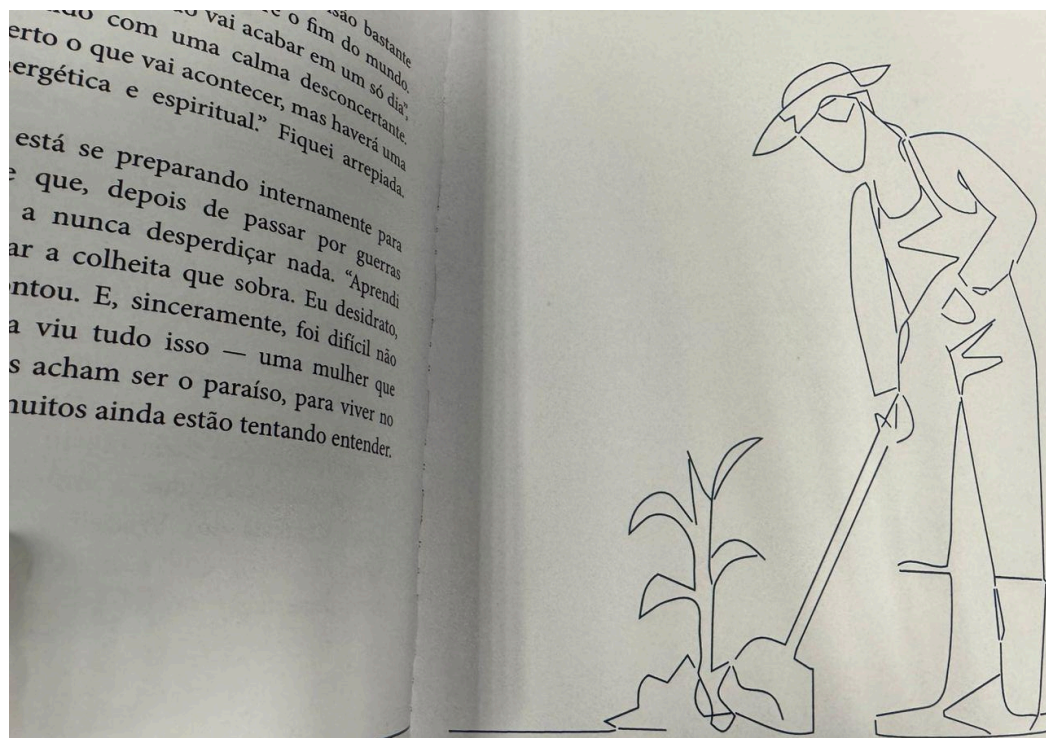 são bastante
e o fim do mundo.
vai acabar em um só dia",
com uma calma desconcertante.
erto o que vai acontecer, mas haverá uma
nergética e espiritual.” Fiquei arrepiada.
está se preparando internamente para
e que, depois de passar por guerras
a nunca desperdiçar nada. “Aprendi
ar a colheita que sobra. Eu desidrato,
ntou. E, sinceramente, foi difícil não
a viu tudo isso — uma mulher que
s acham ser o paraíso, para viver no
muitos ainda estão tentando entender.